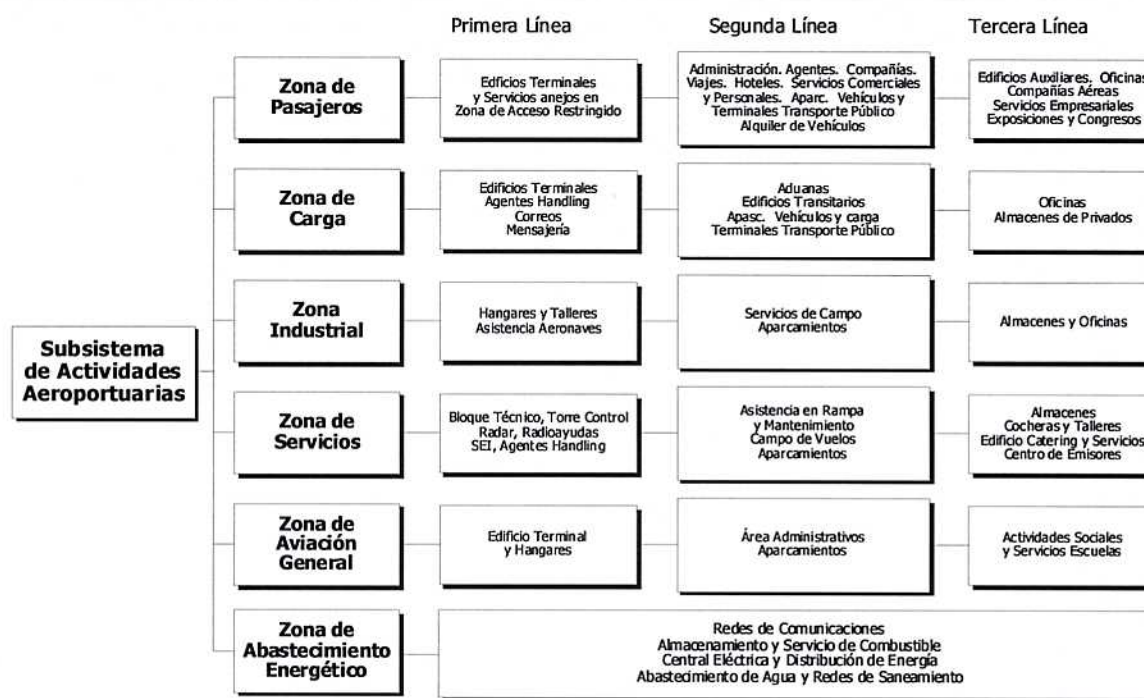 Primera Línea
Segunda Línea
Tercera Línea
Subsistema
de Actividades
Aeroportuarias
Zona de
Pasajeros
Edficios Terminales
y Servicios anejos en
Zona de Acceso Restringido
Administración. Agentes. Compañías.
Viajes. Hoteles. Servicios Comerciales
y Personales. Aparc. Vehículos y
Terminales Transporte Público
Alquiler de Vehículos
Edificios Auxiliares. Oficinas
Compañías Aéreas
Servicios Empresariales
Exposiciones y Congresos
Zona de
Carga
Edificios Terminales
Agentes Handling
Correos
Mensajería
Aduanas
Edificios Transitarios
Apasc. Vehículos y carga
Terminales Transporte Público
Oficinas
Almacenes de Privados
Zona
Industrial
Hangares y Talleres
Asistencia Aeronaves
Servicios de Campo
Aparcamientos
Almacenes y Oficinas
Zona de
Servicios
Bloque Técnico, Torre Control
Radar, Radioayudas
SEI, Agentes Handling
Asistencia en Rampa
y Mantenimiento
Campo de Vuelos
Aparcamientos
Almacenes
Cocheras y Talleres
Edificio Catering y Servicios
Centro de Emisores
Zona de
Aviación
General
Edificio Terminal
y Hangares
Área Administrativos
Aparcamientos
Actividades Sociales
y Servicios Escuelas
Zona de
Abastecimiento
Energético
Redes de Comunicaciones
Almacenamiento y Servicio de Combustible
Central Eléctrica y Distribución de Energía
Abastecimiento de Agua y Redes de Saneamiento